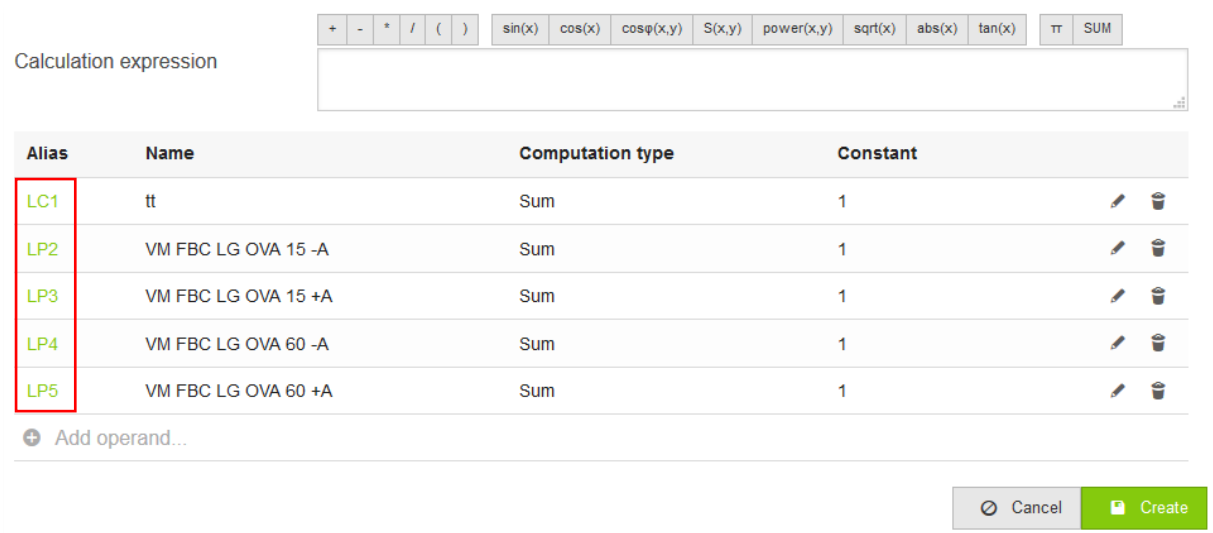 + - * / ( ) sin(x) cos(x) cosφ(x,y) S(x,y) power(x,y) sqrt(x) abs(x) tan(x) π SUM
Calculation expression
Alias Name Computation type Constant
LC1 tt Sum 1
LP2 VM FBC LG OVA 15 -A Sum 1
LP3 VM FBC LG OVA 15 +A Sum 1
LP4 VM FBC LG OVA 60 -A Sum 1
LP5 VM FBC LG OVA 60 +A Sum 1
Add operand...
Cancel Create